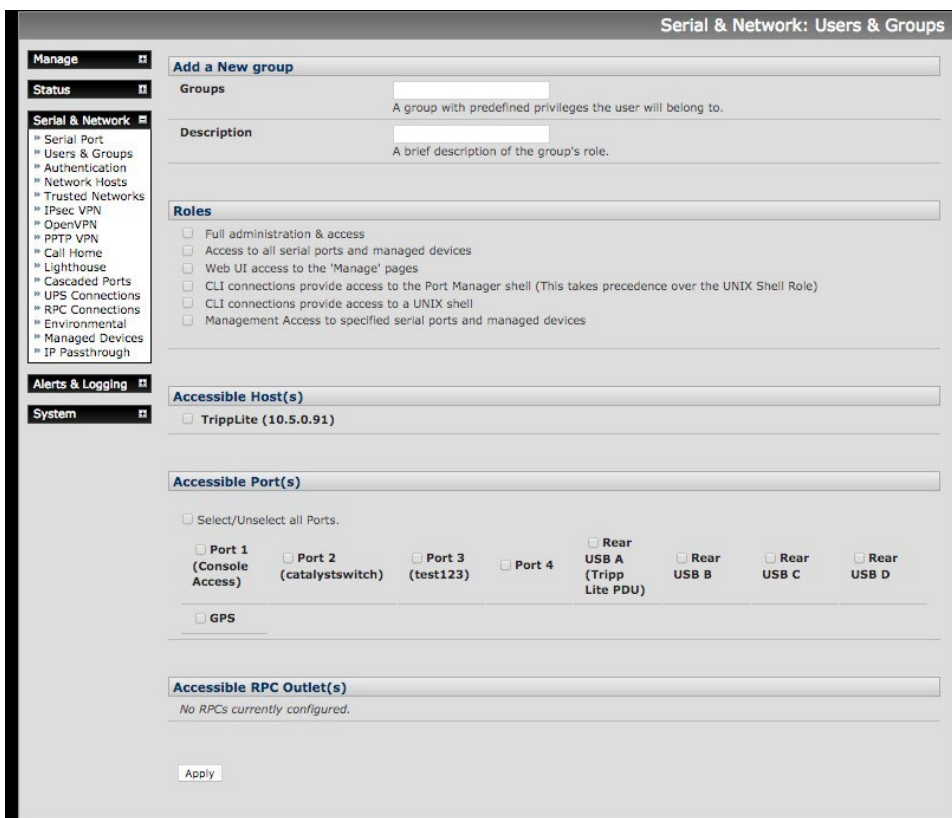 Serial & Network: Users & Groups
Manage
Status
Serial & Network
» Serial Port
» Users & Groups
» Authentication
» Network Hosts
» Trusted Networks
» IPsec VPN
» OpenVPN
» PPTP VPN
» Call Home
» Lighthouse
» Cascaded Ports
» UPS Connections
» RPC Connections
» Environmental
» Managed Devices
» IP Passthrough
Alerts & Logging
System
Add a New group
Groups
A group with predefined privileges the user will belong to.
Description
A brief description of the group's role.
Roles
Full administration & access
Access to all serial ports and managed devices
Web UI access to the 'Manage' pages
CLI connections provide access to the Port Manager shell (This takes precedence over the UNIX Shell Role)
CLI connections provide access to a UNIX shell
Management Access to specified serial ports and managed devices
Accessible Host(s)
TrippLite (10.5.0.91)
Accessible Port(s)
Select/Unselect all Ports.
Port 1
(Console
Access)
Port 2
(catalystswitch)
Port 3
(test123)
Port 4
Rear
USB A
(Tripp
Lite PDU)
Rear
USB B
Rear
USB C
Rear
USB D
GPS
Accessible RPC Outlet(s)
No RPCs currently configured.
Apply